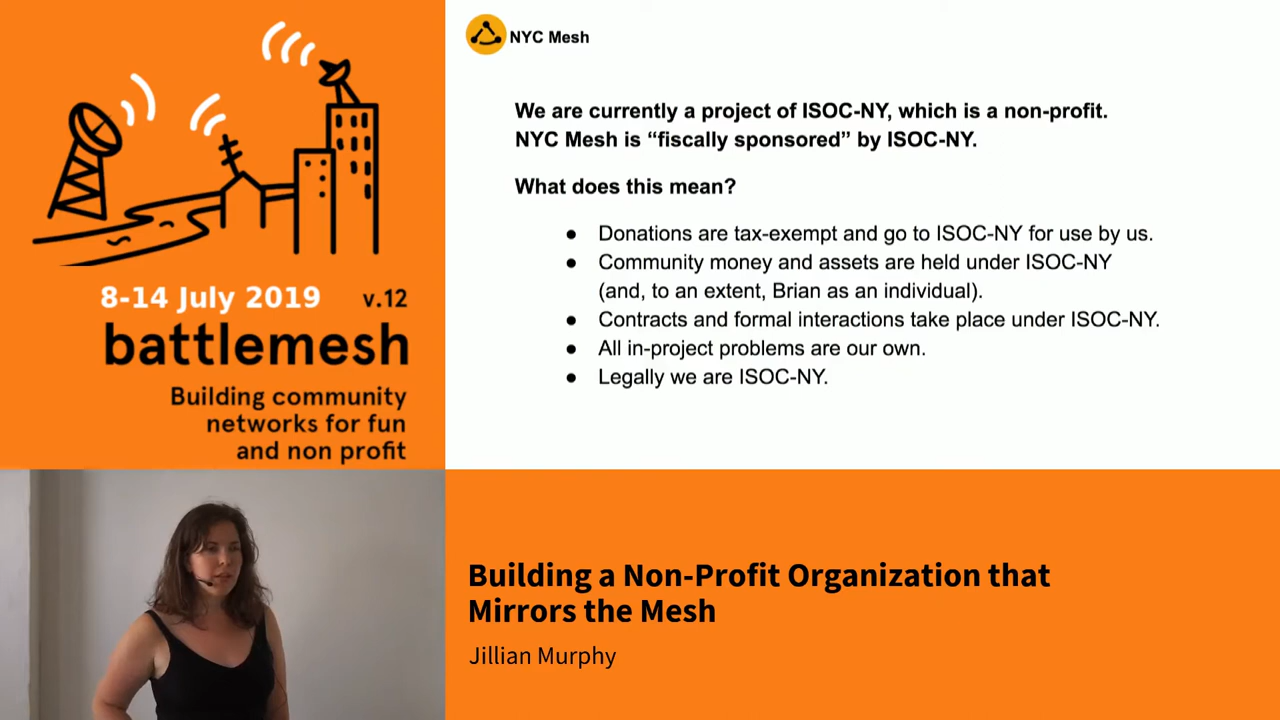 8-14 July 2019 v.12
battlemesh
Building community
networks for fun
and non profit
NYC Mesh
We are currently a project of ISOC-NY, which is a non-profit.
NYC Mesh is “fiscally sponsored” by ISOC-NY.
What does this mean?
● Donations are tax-exempt and go to ISOC-NY for use by us.
● Community money and assets are held under ISOC-NY
(and, to an extent, Brian as an individual).
● Contracts and formal interactions take place under ISOC-NY.
● All in-project problems are our own.
● Legally we are ISOC-NY.
Building a Non-Profit Organization that
Mirrors the Mesh
Jillian Murphy